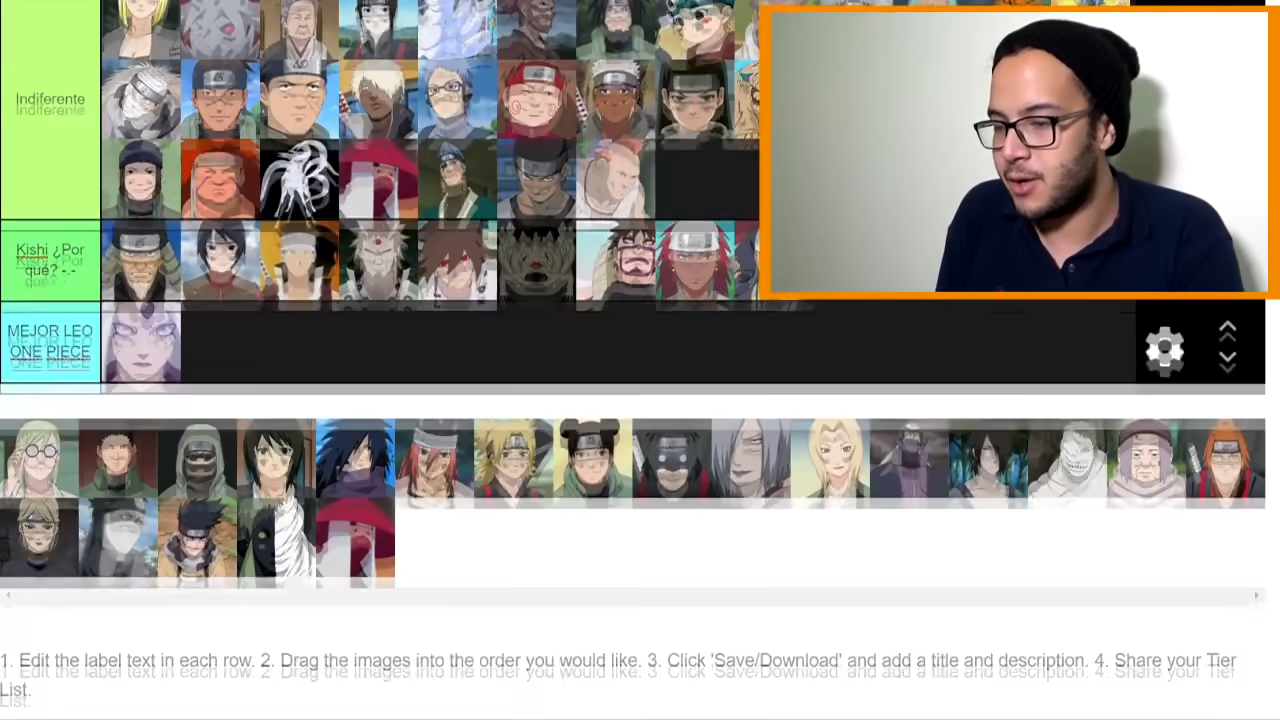 Indiferente
Kishi ¿Por
qué? -.-
MEJOR LEO
ONE PIECE
1. Edit the label text in each row. 2. Drag the images into the order you would like. 3. Click 'Save/Download' and add a title and description. 4. Share your Tier
List.